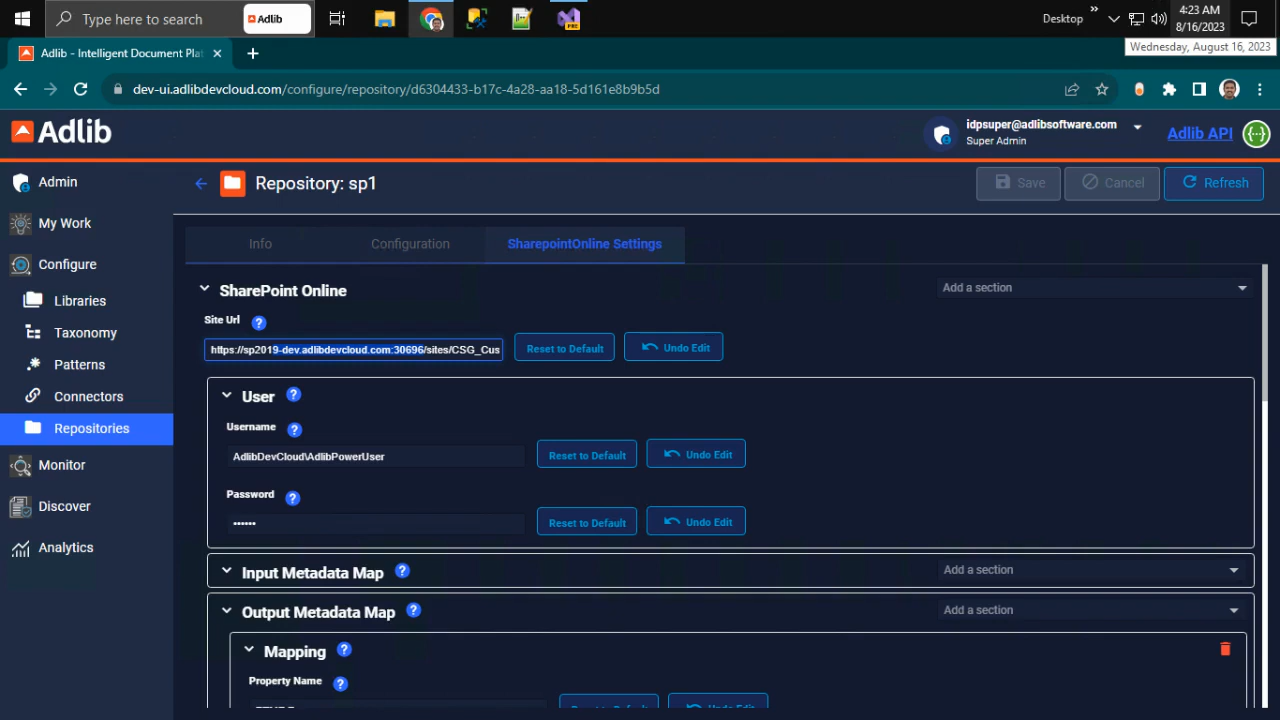 Type here to search
Adlib
Desktop
4:23 AM
8/16/2023
Wednesday, August 16, 2023
Adlib - Intelligent Document Plat
dev-ui.adlibdevcloud.com/configure/repository/d6304433-b17c-4a28-aa18-5d161e8b9b5d
Adlib
idpsuper@adlibsoftware.com
Super Admin
Adlib API
Admin
My Work
Configure
Libraries
Taxonomy
Patterns
Connectors
Repositories
Monitor
Discover
Analytics
Repository: sp1
Save
Cancel
Refresh
Info
Configuration
SharepointOnline Settings
SharePoint Online
Add a section
Site Url
https://sp2019-dev.adlibdevcloud.com:30696/sites/CSG_Cus
Reset to Default
Undo Edit
User
Username
AdlibDevCloud\AdlibPowerUser
Reset to Default
Undo Edit
Password
••••••
Reset to Default
Undo Edit
Input Metadata Map
Add a section
Output Metadata Map
Add a section
Mapping
Property Name